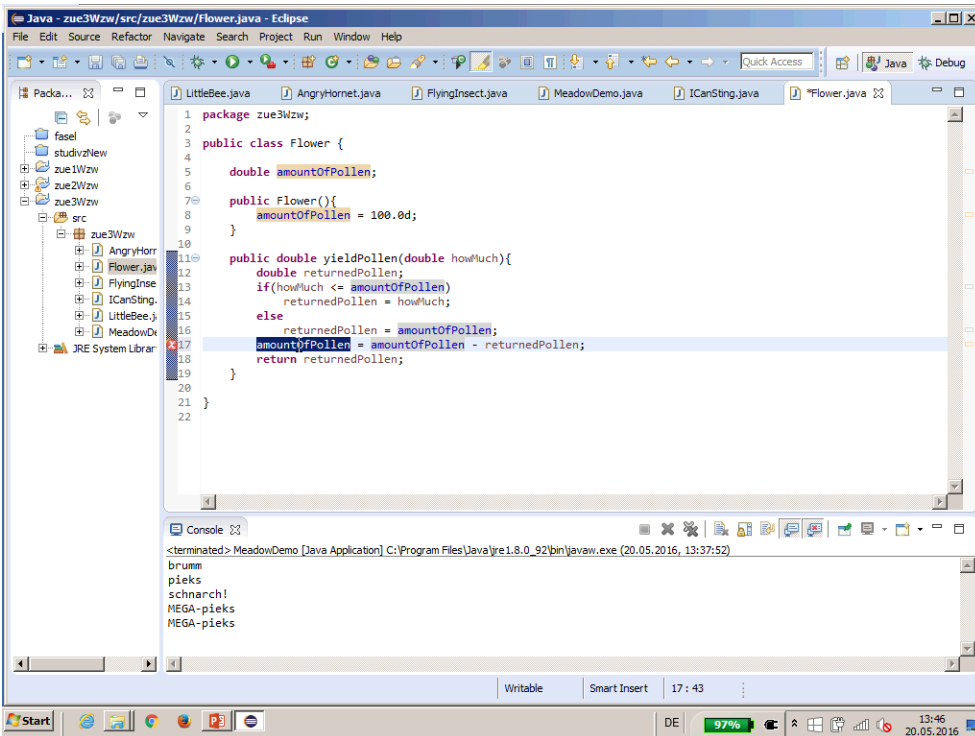 Java - zue3Wzw/src/zue3Wzw/Flower.java - Eclipse
File Edit Source Refactor Navigate Search Project Run Window Help
Quick Access
Java
Debug
Packa...
LittleBee.java
AngryHornet.java
FlyingInsect.java
MeadowDemo.java
ICanSting.java
*Flower.java
fasel
studivzNew
zue1Wzw
zue2Wzw
zue3Wzw
src
zue3Wzw
AngryHorr
Flower.jav
FlyingInse
ICanSting.
LittleBee.j
MeadowDe
JRE System Librar
1 package zue3Wzw;
2
3 public class Flower {
4
5 double amountOfPollen;
6
7 public Flower(){
8 amountOfPollen = 100.0d;
9 }
10
11 public double yieldPollen(double howMuch){
12 double returnedPollen;
13 if(howMuch <= amountOfPollen)
14 returnedPollen = howMuch;
15 else
16 returnedPollen = amountOfPollen;
17 amountOfPollen = amountOfPollen - returnedPollen;
18 return returnedPollen;
19 }
20
21 }
22
Console
<terminated> MeadowDemo [Java Application] C:\Program Files\Java\jre1.8.0_92\bin\javaw.exe (20.05.2016, 13:37:52)
brumm
pieks
schnarch!
MEGA-pieks
MEGA-pieks
Writable
Smart Insert
17 : 43
Start
DE
97%
13:46
20.05.2016